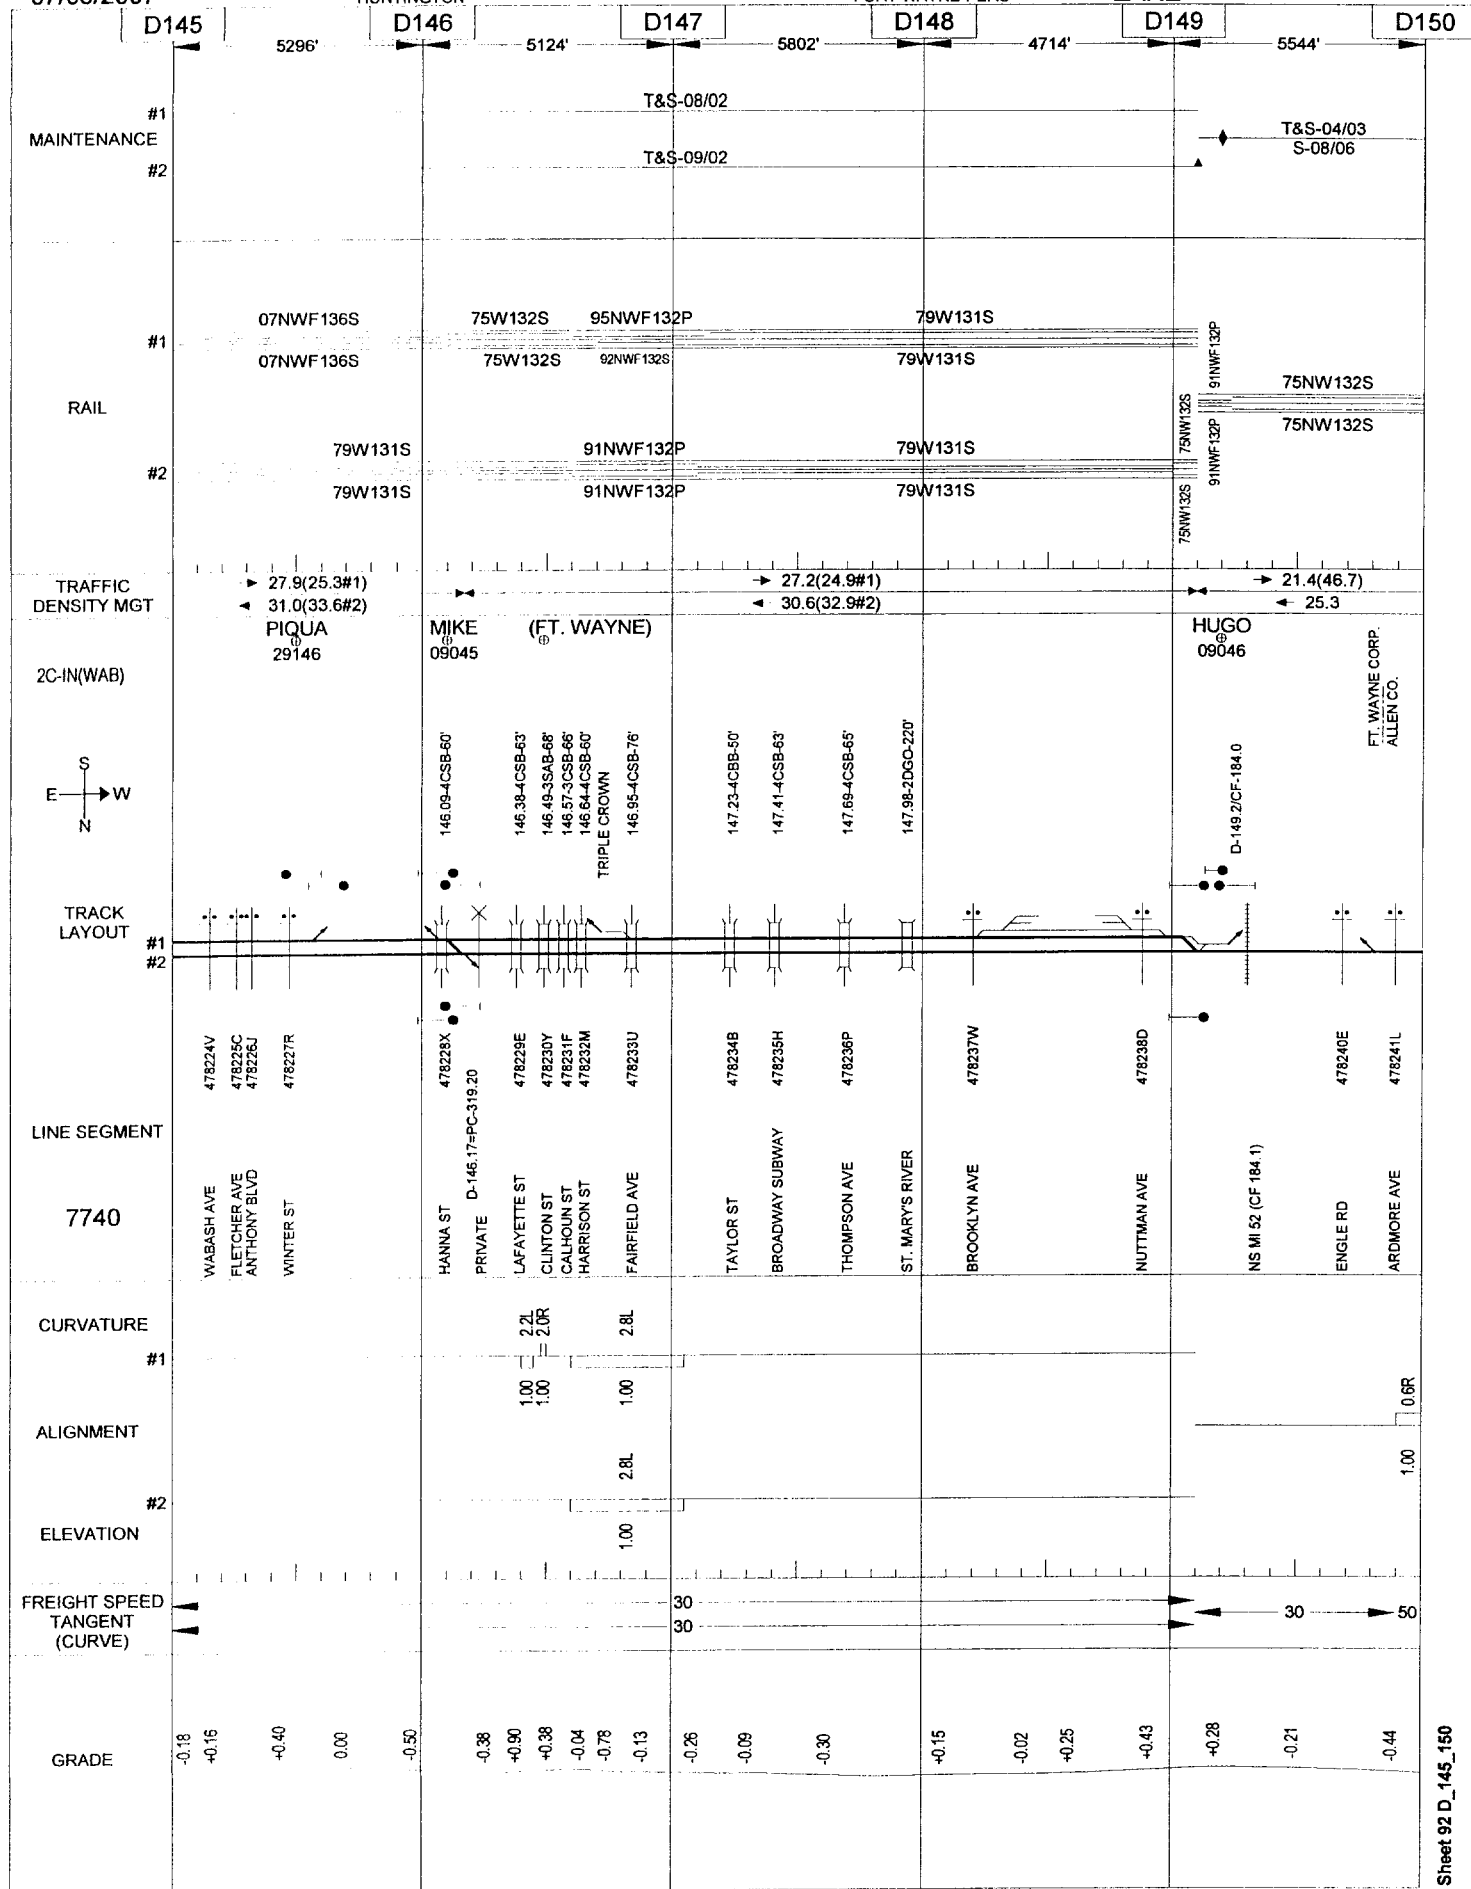 D145 D146 D147 D148 D149 D150
5296' 5124' 5802' 4714' 5544'
MAINTENANCE
#1
#2
T&S-08/02
T&S-09/02
T&S-04/03
S-08/06
RAIL
#1
07NWF136S 75W132S 95NWF132P 79W131S
07NWF136S 75W132S 92NWF132S 79W131S
91NWF132P
75NW132S
75NW132S
#2
79W131S 91NWF132P 79W131S
79W131S 91NWF132P 79W131S
75NW132S
91NWF132P
75NW132S
TRAFFIC
DENSITY MGT
27.9(25.3#1) 27.2(24.9#1) 21.4(46.7)
31.0(33.6#2) 30.6(32.9#2) 25.3
2C-IN(WAB)
PIQUA
29146
MIKE
09045
(FT. WAYNE)
HUGO
09046
FT. WAYNE CORP.
ALLEN CO.
S
E W
N
146.09-4CSB-60'
146.38-4CSB-63'
146.49-3SAB-68'
146.57-3CSB-66'
146.64-4CSB-60'
TRIPLE CROWN
146.95-4CSB-76'
147.23-4CBB-50'
147.41-4CSB-63'
147.69-4CSB-65'
147.98-2DGO-220'
D-149.2/CF-184.0
TRACK
LAYOUT
#1
#2
478224V
478225C
478226J
478227R
478228X
D-146.17=PC-319.20
478229E
478230Y
478231F
478232M
478233U
478234B
478235H
478236P
478237W
478238D
478240E
478241L
LINE SEGMENT
7740
WABASH AVE
FLETCHER AVE
ANTHONY BLVD
WINTER ST
HANNA ST
PRIVATE
LAFAYETTE ST
CLINTON ST
CALHOUN ST
HARRISON ST
FAIRFIELD AVE
TAYLOR ST
BROADWAY SUBWAY
THOMPSON AVE
ST. MARY'S RIVER
BROOKLYN AVE
NUTTMAN AVE
NS MI 52 (CF 184.1)
ENGLE RD
ARDMORE AVE
CURVATURE
#1
2.2L
2.0R
2.8L
1.00
1.00
1.00
ALIGNMENT
0.6R
1.00
#2
2.8L
1.00
ELEVATION
FREIGHT SPEED
TANGENT
(CURVE)
30
30
30 50
GRADE
-0.18
+0.16
+0.40
0.00
-0.50
-0.38
+0.90
+0.38
-0.04
-0.78
-0.13
-0.26
-0.09
-0.30
+0.15
-0.02
+0.25
+0.43
+0.28
-0.21
-0.44
Sheet 92 D_145_150